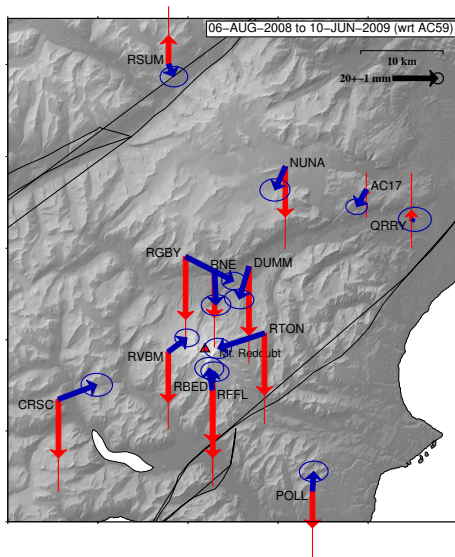 06-AUG-2008 to 10-JUN-2009 (wrt AC59)
RSUM
10 km
20+-1 mm
NUNA
AC17
QRRY
RGBY
RNE
DUMM
RTON
RVBM
Mt. Redoubt
RBED
RFFL
CRSC
POLL